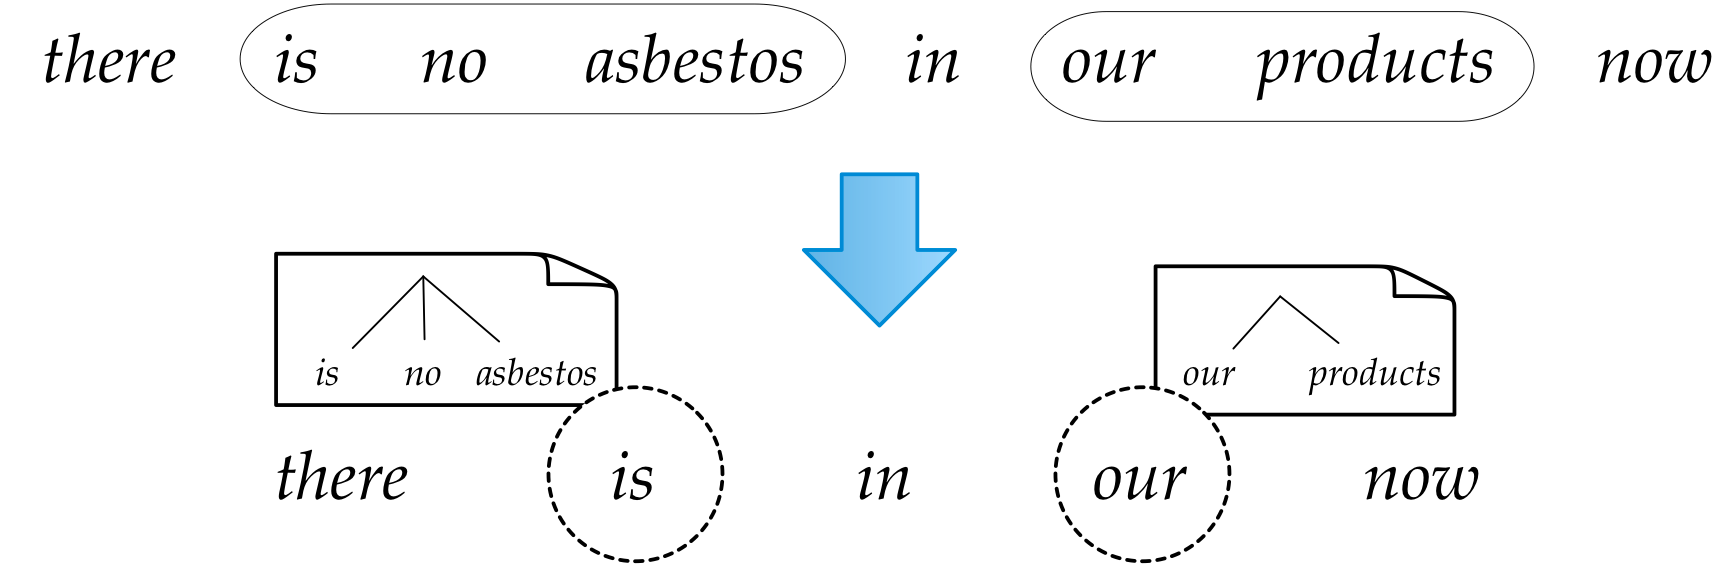 there is no asbestos in our products now
is no asbestos our products
there is in our now